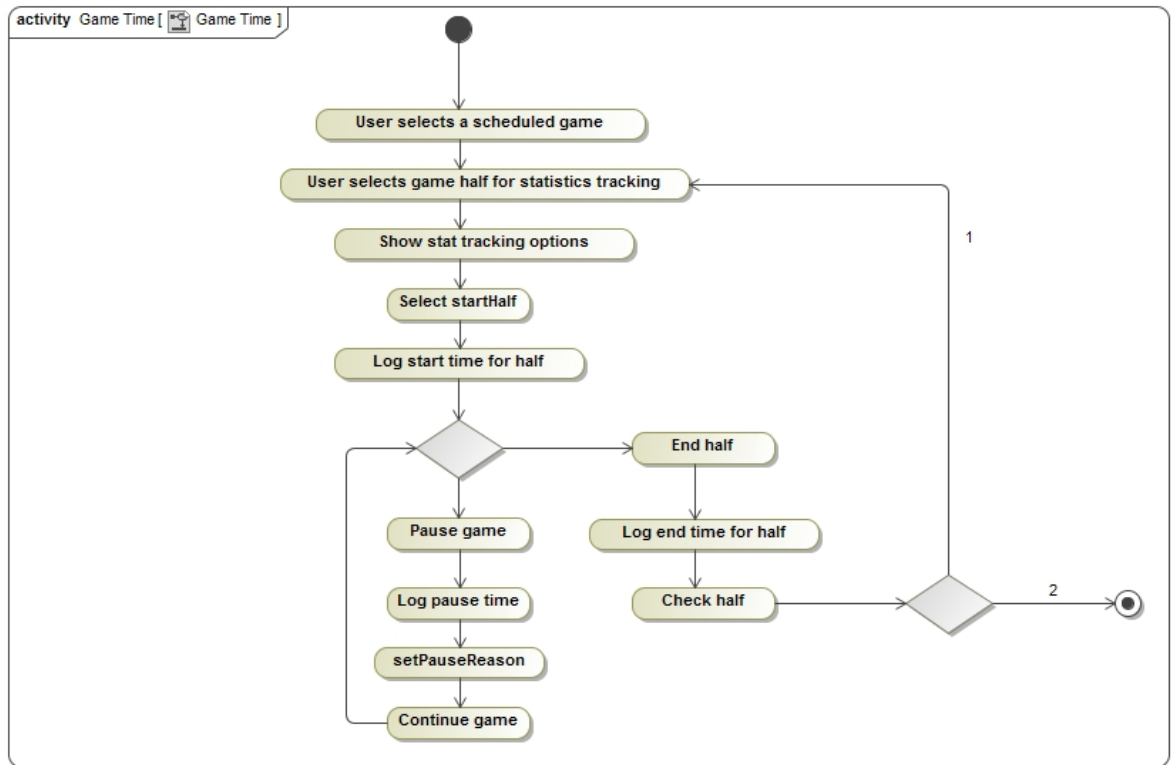 activity Game Time [ Game Time ]
User selects a scheduled game
User selects game half for statistics tracking
1
Show stat tracking options
Select startHalf
Log start time for half
End half
Pause game
Log end time for half
Log pause time
Check half
2
setPauseReason
Continue game